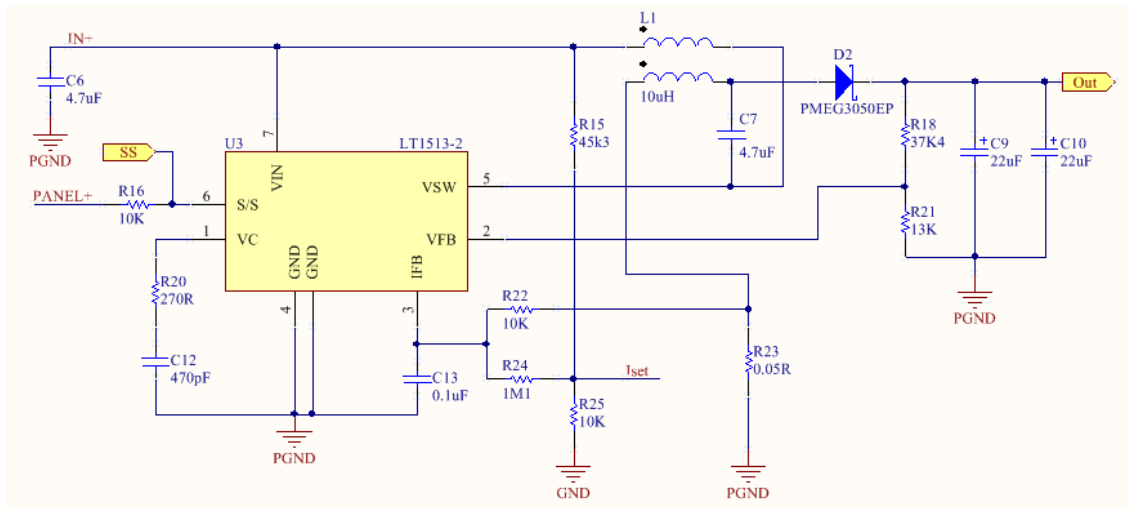 L1
IN+
D2
C6
4.7uF
10uH
PMEG3050EP
Out
C7
4.7uF
R15
45k3
R18
37K4
C9
22uF
C10
22uF
PGND
SS
U3
LT1513-2
7
VIN
PANEL+
R16
10K
6
S/S
VSW
5
1
VC
VFB
2
R21
13K
GND
GND
IFB
R20
270R
4
3
R22
10K
PGND
C12
470pF
C13
0.1uF
R24
1M1
Iset
R23
0.05R
R25
10K
PGND
GND
PGND